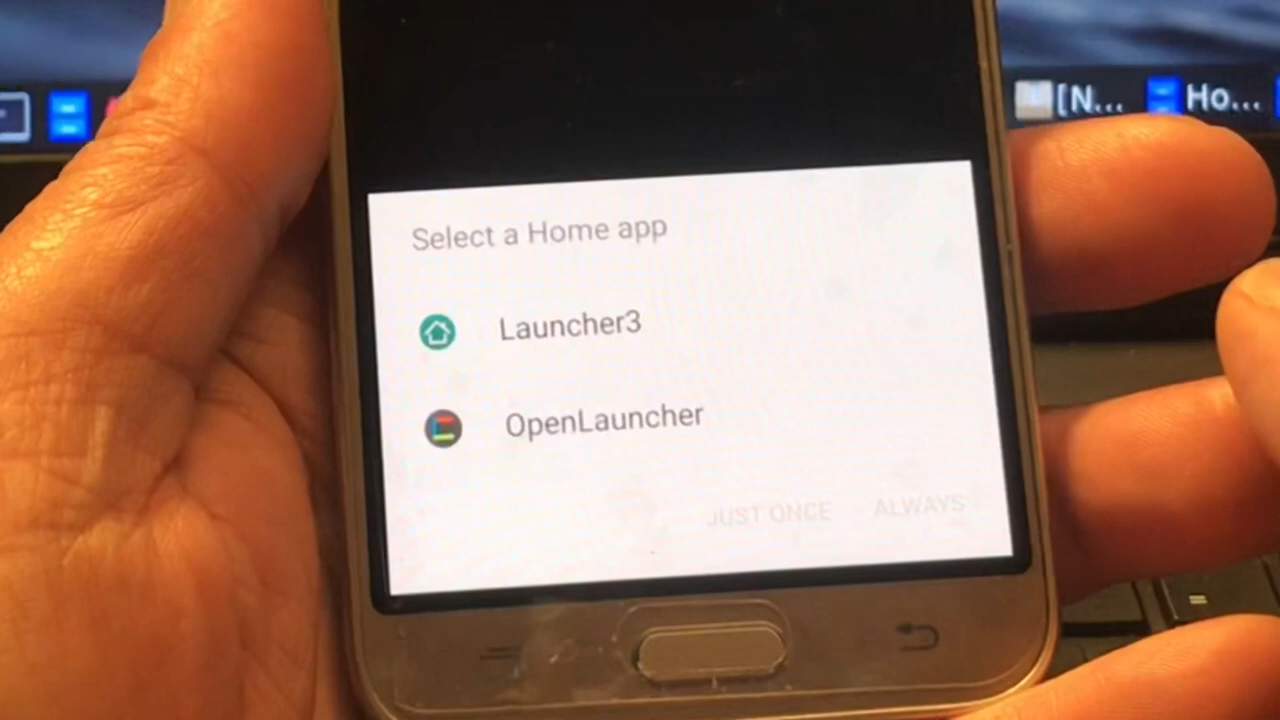 [N...
Ho...
Select a Home app
Launcher3
OpenLauncher
JUST ONCE ALWAYS